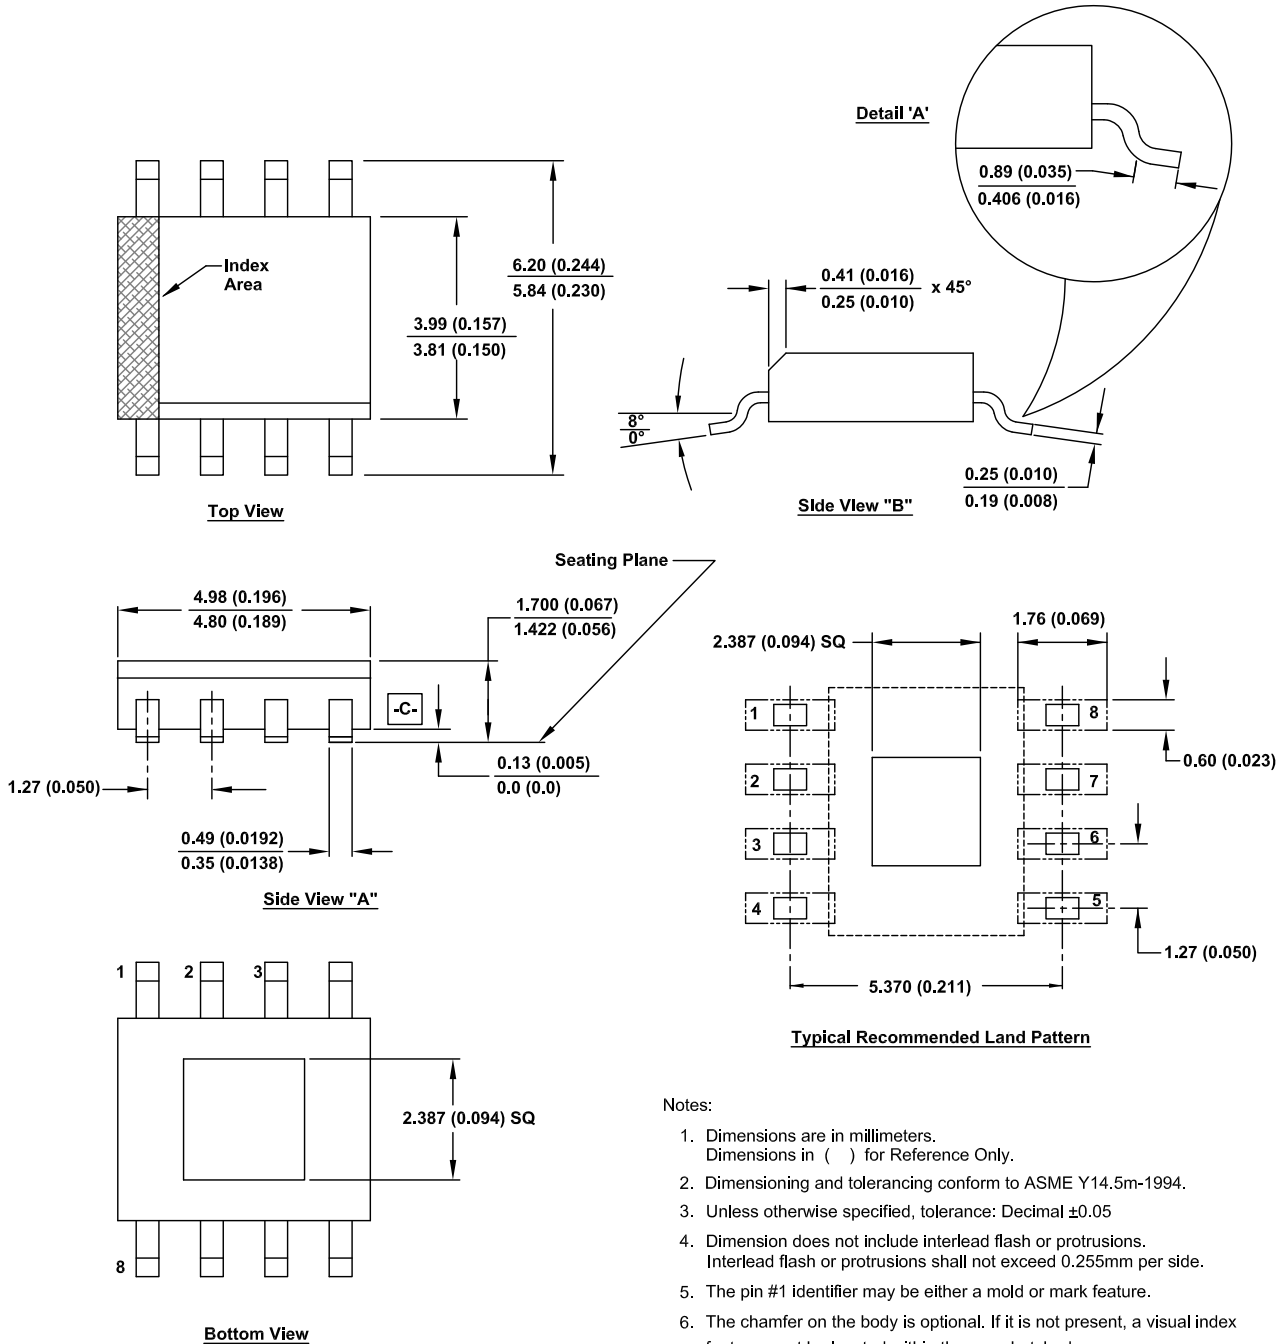 Detail 'A'
0.89 (0.035)
0.406 (0.016)
Index
Area
6.20 (0.244)
5.84 (0.230)
3.99 (0.157)
3.81 (0.150)
0.41 (0.016)
0.25 (0.010)
x 45°
8°
0°
0.25 (0.010)
0.19 (0.008)
Top View
Side View "B"
Seating Plane
4.98 (0.196)
4.80 (0.189)
1.700 (0.067)
1.422 (0.056)
-C-
0.13 (0.005)
0.0 (0.0)
1.27 (0.050)
0.49 (0.0192)
0.35 (0.0138)
Side View "A"
2.387 (0.094) SQ
1.76 (0.069)
1
8
0.60 (0.023)
2
7
3
6
4
5
1.27 (0.050)
5.370 (0.211)
Typical Recommended Land Pattern
1
2
3
2.387 (0.094) SQ
8
Bottom View
Notes:
1. Dimensions are in millimeters.
Dimensions in ( ) for Reference Only.
2. Dimensioning and tolerancing conform to ASME Y14.5m-1994.
3. Unless otherwise specified, tolerance: Decimal ±0.05
4. Dimension does not include interlead flash or protrusions.
Interlead flash or protrusions shall not exceed 0.255mm per side.
5. The pin #1 identifier may be either a mold or mark feature.
6. The chamfer on the body is optional. If it is not present, a visual index